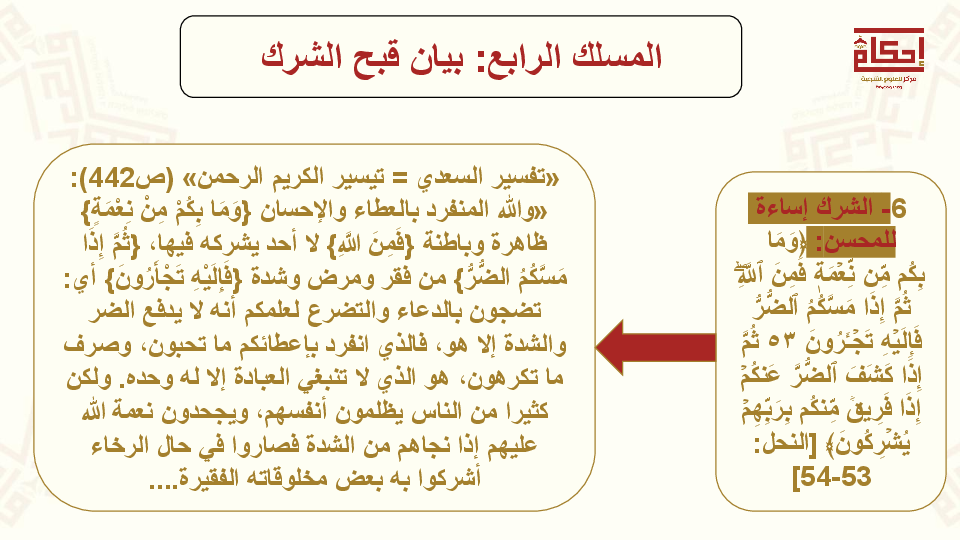 المسلك الرابع: بيان قبح الشرك
إحكام
مركز للعلوم الشرعية
6- الشرك إساءة
للمحسن: ﴿وَمَا
بِكُم مِّن نِّعۡمَةٖ فَمِنَ ٱللَّهِۖ
ثُمَّ إِذَا مَسَّكُمُ ٱلضُّرُّ
فَإِلَيۡهِ تَجۡـَٔرُونَ ٥٣ ثُمَّ
إِذَا كَشَفَ ٱلضُّرَّ عَنكُمۡ
إِذَا فَرِيقٞ مِّنكُم بِرَبِّهِمۡ
يُشۡرِكُونَ﴾ [النحل:
53-54]
«تفسير السعدي = تيسير الكريم الرحمن» (ص442):
«والله المنفرد بالعطاء والإحسان {وَمَا بِكُمْ مِنْ نِعْمَةٍ}
ظاهرة وباطنة {فَمِنَ اللَّهِ} لا أحد يشركه فيها، {ثُمَّ إِذَا
مَسَّكُمُ الضُّرُّ} من فقر ومرض وشدة {فَإِلَيْهِ تَجْأَرُونَ} أي:
تضجون بالدعاء والتضرع لعلمكم أنه لا يدفع الضر
والشدة إلا هو، فالذي انفرد بإعطائكم ما تحبون، وصرف
ما تكرهون، هو الذي لا تنبغي العبادة إلا له وحده. ولكن
كثيرا من الناس يظلمون أنفسهم، ويجحدون نعمة الله
عليهم إذا نجاهم من الشدة فصاروا في حال الرخاء
أشركوا به بعض مخلوقاته الفقيرة....